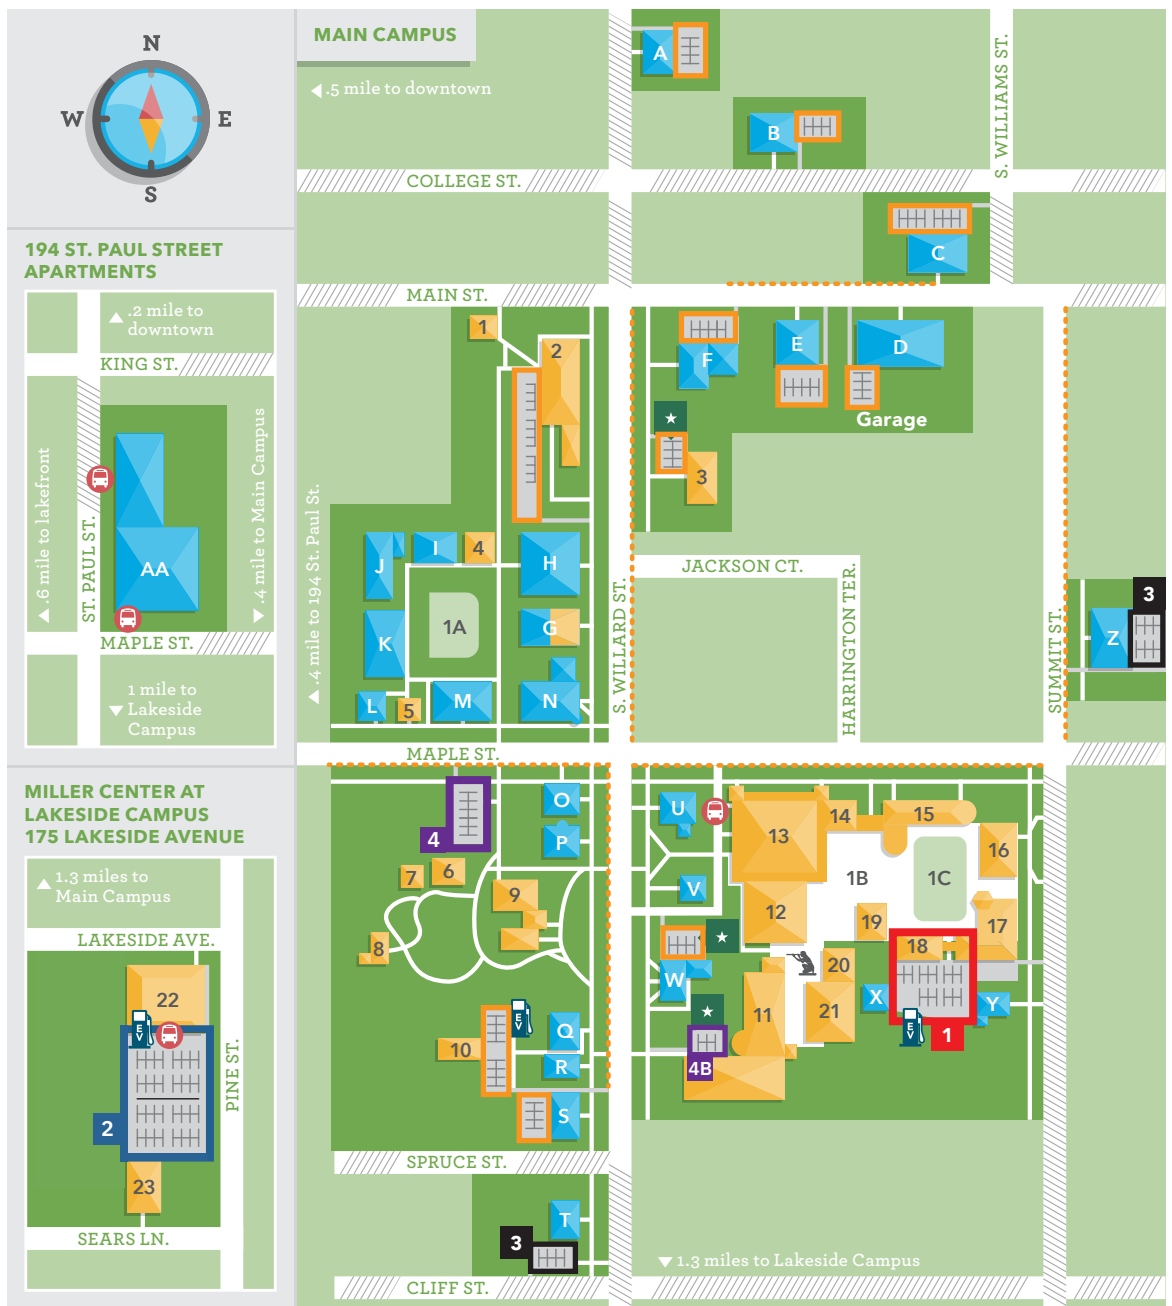 N
W
E
S
194 ST. PAUL STREET
APARTMENTS
.2 mile to
downtown
KING ST.
.6 mile to lakefront
ST. PAUL ST.
AA
.4 mile to Main Campus
MAPLE ST.
1 mile to
Lakeside
Campus
MILLER CENTER AT
LAKESIDE CAMPUS
175 LAKESIDE AVENUE
1.3 miles to
Main Campus
LAKESIDE AVE.
22
EV
2
PINE ST.
23
SEARS LN.
MAIN CAMPUS
.5 mile to downtown
A
B
S. WILLIAMS ST.
COLLEGE ST.
C
MAIN ST.
1
2
F
E
D
Garage
3
.4 mile to 194 St. Paul St.
J
I
4
H
1A
G
K
L
5
M
N
S. WILLARD ST.
JACKSON CT.
HARRINGTON TER.
SUMMIT ST.
Z
3
MAPLE ST.
4
O
P
7
6
9
8
EV
10
Q
R
S
U
V
W
13
14
15
16
1B
1C
12
19
17
18
20
11
21
X
Y
EV
1
4B
SPRUCE ST.
T
3
1.3 miles to Lakeside Campus
CLIFF ST.